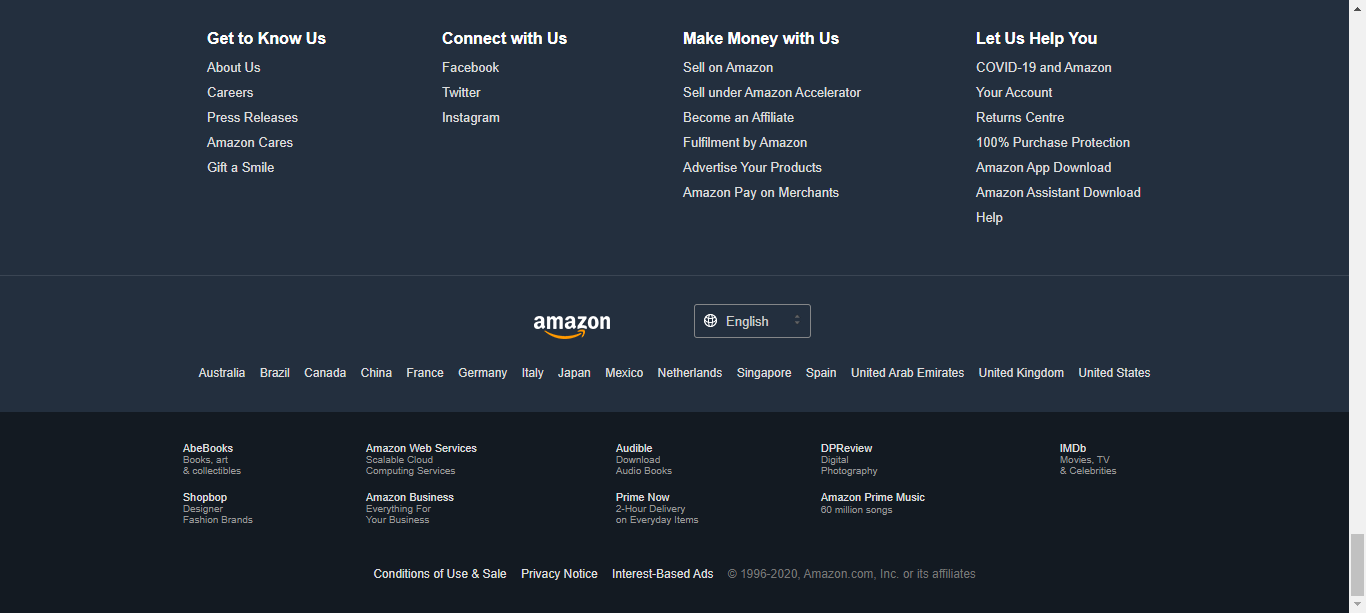 Get to Know Us
About Us
Careers
Press Releases
Amazon Cares
Gift a Smile
Connect with Us
Facebook
Twitter
Instagram
Make Money with Us
Sell on Amazon
Sell under Amazon Accelerator
Become an Affiliate
Fulfilment by Amazon
Advertise Your Products
Amazon Pay on Merchants
Let Us Help You
COVID-19 and Amazon
Your Account
Returns Centre
100% Purchase Protection
Amazon App Download
Amazon Assistant Download
Help
amazon
English
Australia Brazil Canada China France Germany Italy Japan Mexico Netherlands Singapore Spain United Arab Emirates United Kingdom United States
AbeBooks
Books, art
& collectibles
Amazon Web Services
Scalable Cloud
Computing Services
Audible
Download
Audio Books
DPReview
Digital
Photography
IMDb
Movies, TV
& Celebrities
Shopbop
Designer
Fashion Brands
Amazon Business
Everything For
Your Business
Prime Now
2-Hour Delivery
on Everyday Items
Amazon Prime Music
60 million songs
Conditions of Use & Sale Privacy Notice Interest-Based Ads © 1996-2020, Amazon.com, Inc. or its affiliates